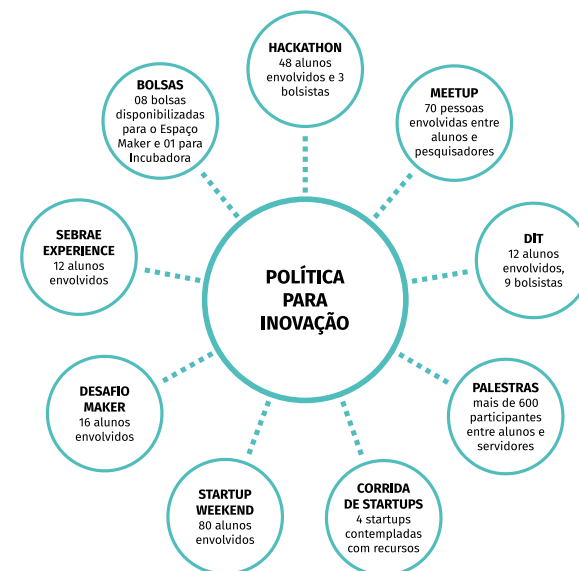 HACKATHON
48 alunos
envolvidos e 3
bolsistas
MEETUP
70 pessoas
envolvidas entre
alunos e
pesquisadores
DIT
12 alunos
envolvidos,
9 bolsistas
PALESTRAS
mais de 600
participantes
entre alunos e
servidores
CORRIDA
DE STARTUPS
4 startups
contempladas
com recursos
STARTUP
WEEKEND
80 alunos
envolvidos
DESAFIO
MAKER
16 alunos
envolvidos
SEBRAE
EXPERIENCE
12 alunos
envolvidos
BOLSAS
08 bolsas
disponibilizadas
para o Espaço
Maker e 01 para
Incubadora
POLÍTICA
PARA
INOVAÇÃO